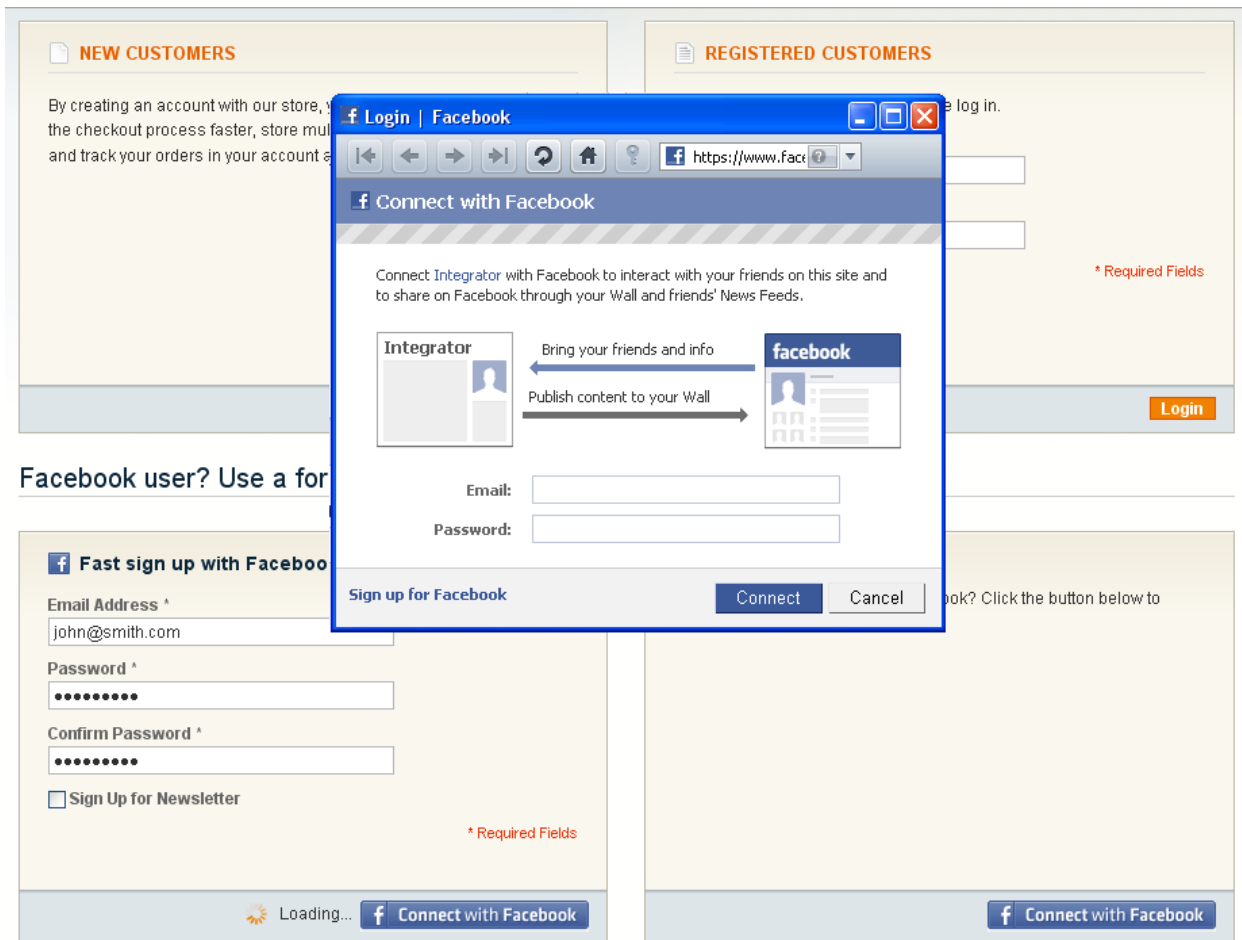 NEW CUSTOMERS
By creating an account with our store,
the checkout process faster, store mul
and track your orders in your account
REGISTERED CUSTOMERS
log in.
* Required Fields
Login
Login | Facebook
https://www.face
Connect with Facebook
Connect Integrator with Facebook to interact with your friends on this site and
to share on Facebook through your Wall and friends' News Feeds.
Integrator
Bring your friends and info
Publish content to your Wall
facebook
Email:
Password:
Sign up for Facebook
Connect
Cancel
Facebook user? Use a for
Fast sign up with Faceboo
Email Address *
john@smith.com
Password *
•••••••••
Confirm Password *
•••••••••
Sign Up for Newsletter
* Required Fields
Loading...
f Connect with Facebook
ook? Click the button below to
f Connect with Facebook